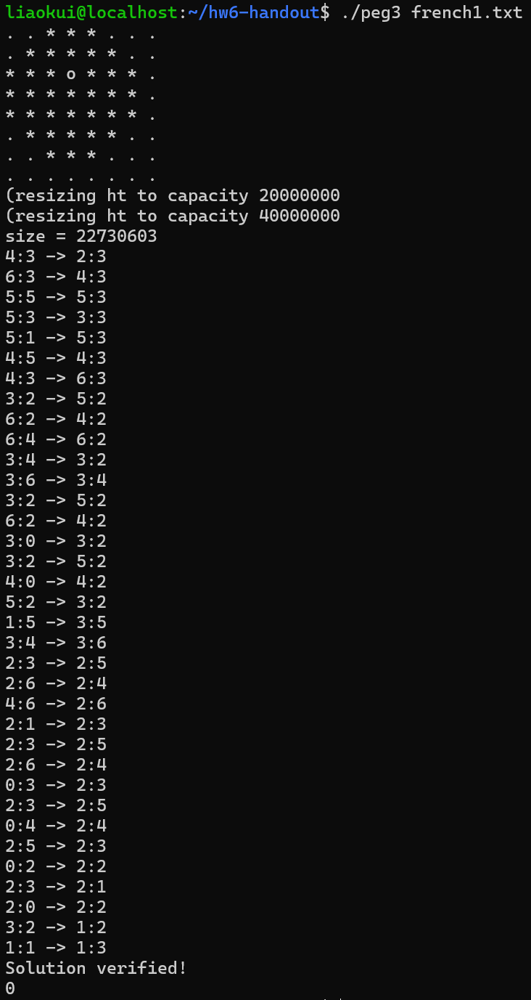 liaokui@localhost:~/hw6-handout$ ./peg3 french1.txt
. . * * * . . .
. * * * * * . .
* * * o * * * .
* * * * * * * .
* * * * * * * .
. * * * * * . .
. . * * * . . .
. . . . . . . .
(resizing ht to capacity 20000000
(resizing ht to capacity 40000000
size = 22730603
4:3 -> 2:3
6:3 -> 4:3
5:5 -> 5:3
5:3 -> 3:3
5:1 -> 5:3
4:5 -> 4:3
4:3 -> 6:3
3:2 -> 5:2
6:2 -> 4:2
6:4 -> 6:2
3:4 -> 3:2
3:6 -> 3:4
3:2 -> 5:2
6:2 -> 4:2
3:0 -> 3:2
3:2 -> 5:2
4:0 -> 4:2
5:2 -> 3:2
1:5 -> 3:5
3:4 -> 3:6
2:3 -> 2:5
2:6 -> 2:4
4:6 -> 2:6
2:1 -> 2:3
2:3 -> 2:5
2:6 -> 2:4
0:3 -> 2:3
2:3 -> 2:5
0:4 -> 2:4
2:5 -> 2:3
0:2 -> 2:2
2:3 -> 2:1
2:0 -> 2:2
3:2 -> 1:2
1:1 -> 1:3
Solution verified!
0